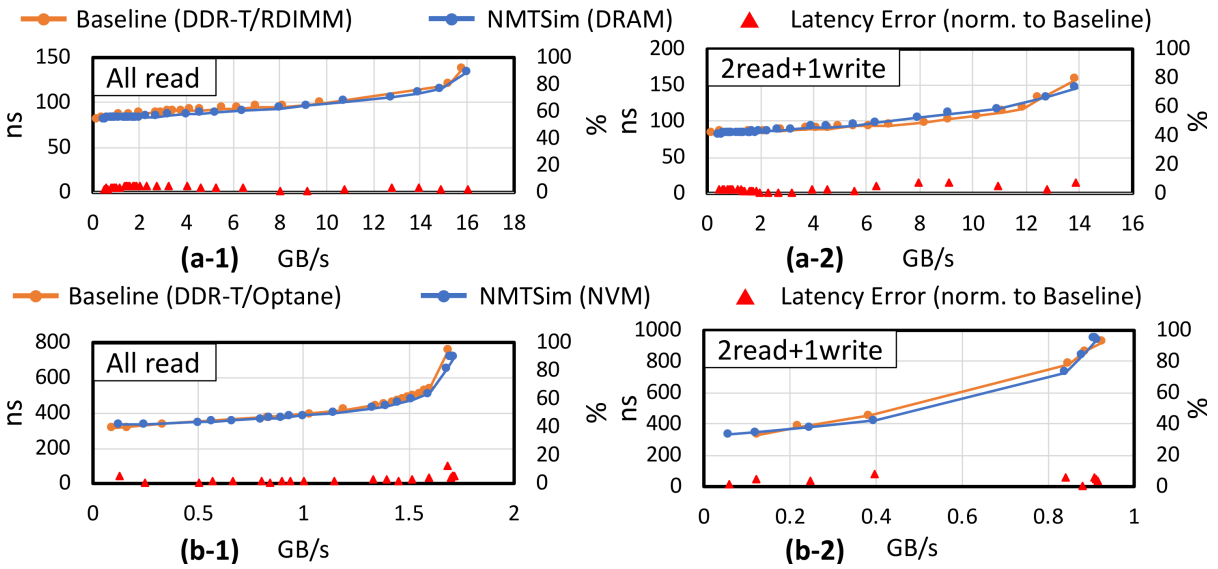 Baseline (DDR-T/RDIMM) NMTSim (DRAM) Latency Error (norm. to Baseline)
150 100 200 100
All read 2read+1write
80 80
100 150
60 60
ns % ns 100 %
40 40
50
50
20 20
0 0 0 0
0 2 4 6 8 10 12 14 16 18 0 2 4 6 8 10 12 14 16
(a-1) GB/s (a-2) GB/s
Baseline (DDR-T/Optane) NMTSim (NVM) Latency Error (norm. to Baseline)
800 100 1000 100
All read 2read+1write
80 800 80
600
60 600 60
ns 400 % ns %
40 400 40
200
20 200 20
0 0 0 0
0 0.5 1 1.5 2 0 0.2 0.4 0.6 0.8 1
(b-1) GB/s (b-2) GB/s